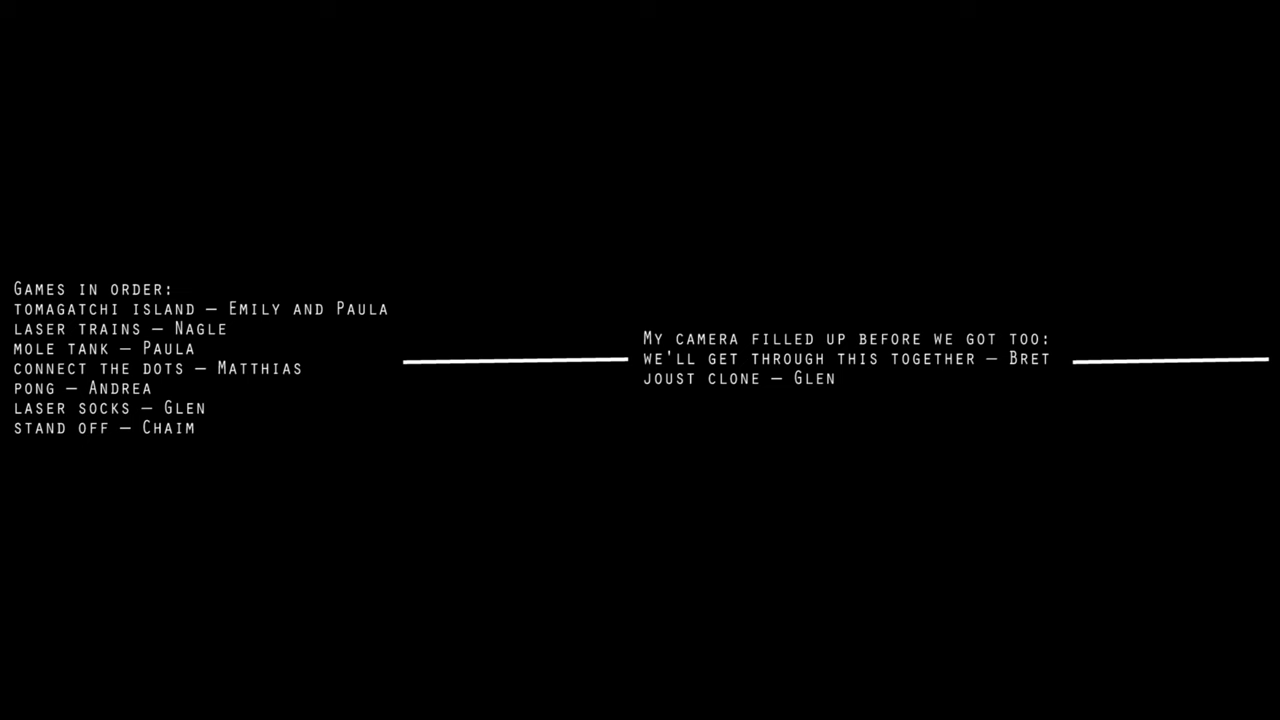 Games in order:
tomagatchi island – Emily and Paula
laser trains – Nagle
mole tank – Paula
connect the dots – Matthias
pong – Andrea
laser socks – Glen
stand off – Chaim
My camera filled up before we got too:
we'll get through this together – Bret
joust clone – Glen